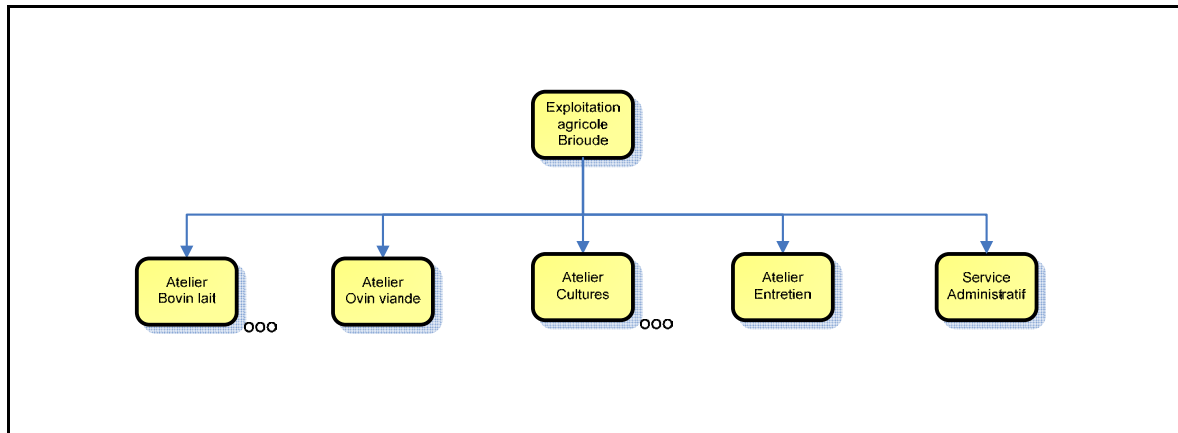 Exploitation
agricole
Brioude
Atelier
Bovin lait
Atelier
Ovin viande
Atelier
Cultures
Atelier
Entretien
Service
Administratif